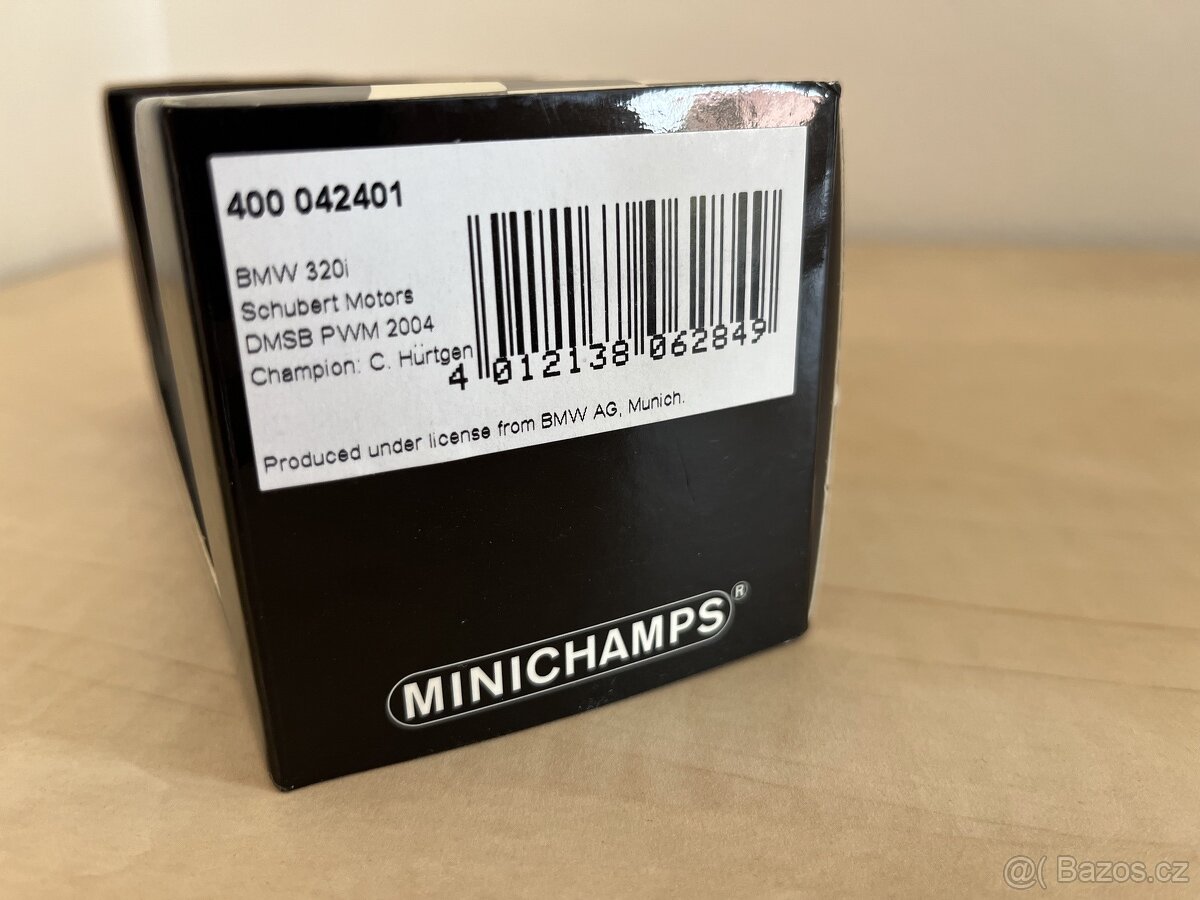 400 042401
BMW 320i
Schubert Motors
DMSB PWM 2004
Champion: C. Hürtgen
4 012138 062849
Produced under license from BMW AG, Munich.
MINICHAMPS®
@( Bazos.cz